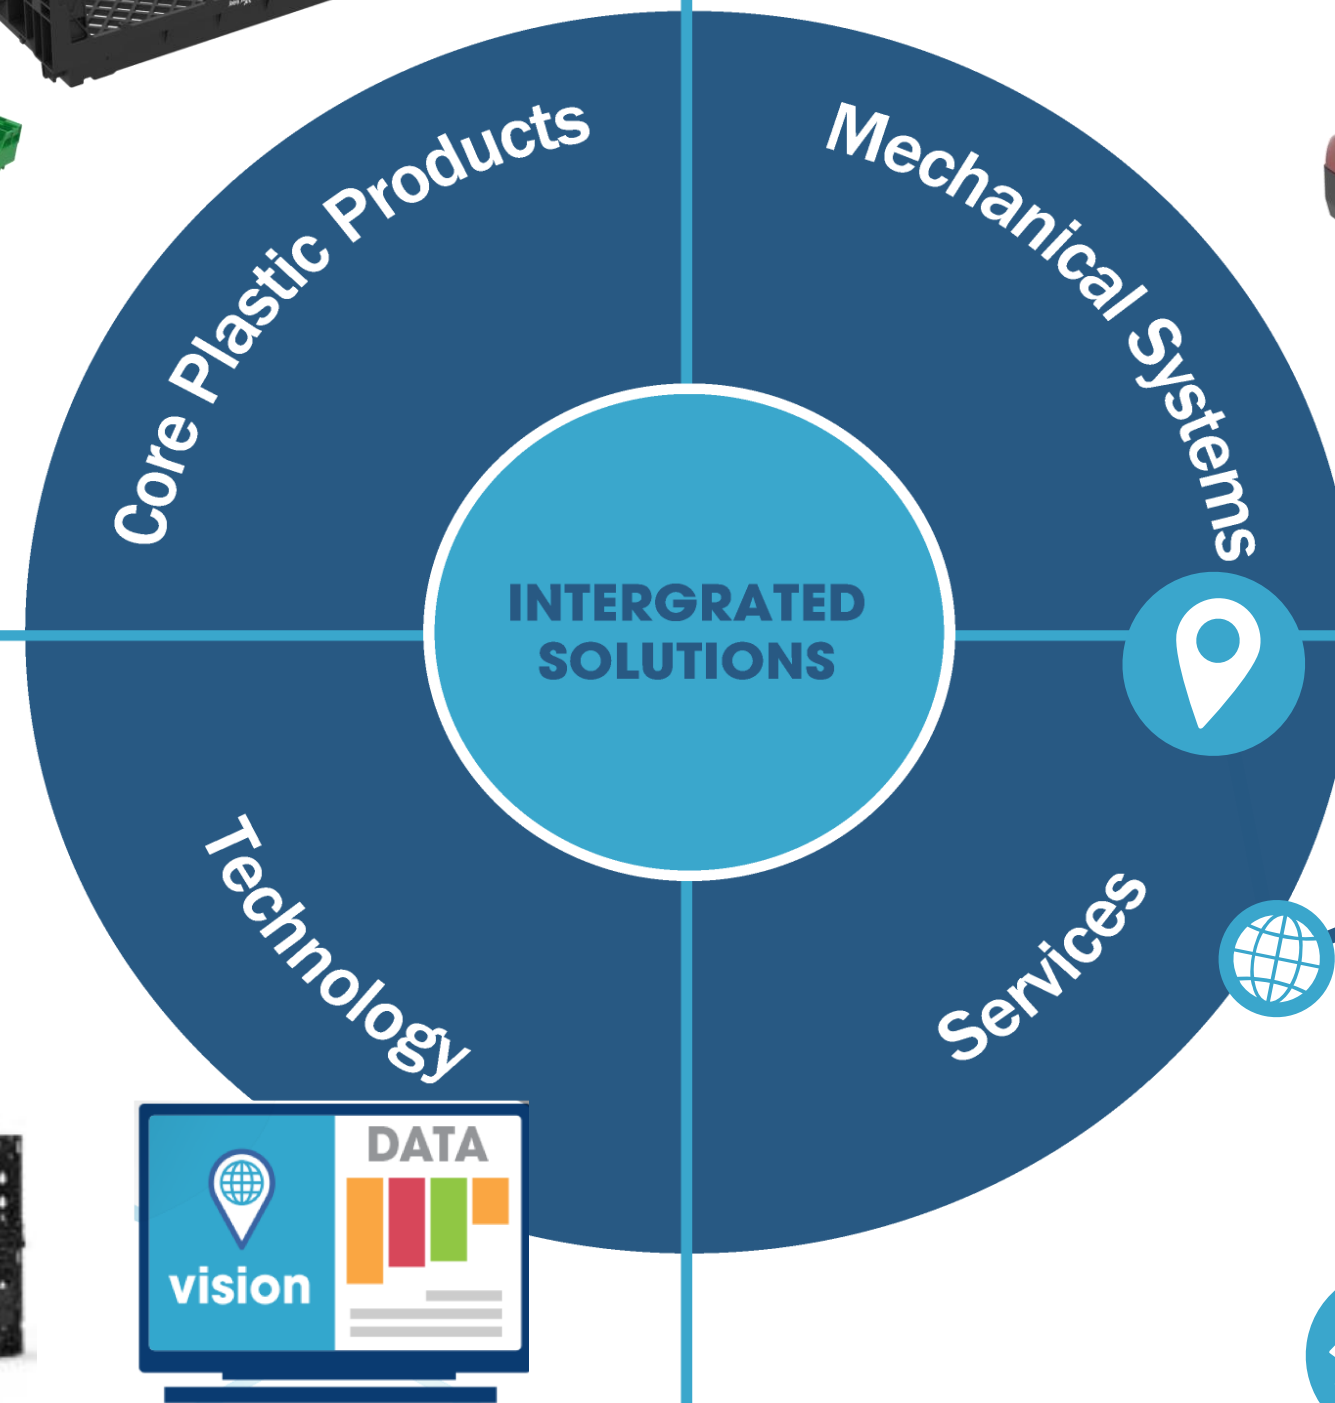 Core Plastic Products
Mechanical Systems
INTERGRATED
SOLUTIONS
Technology
Services
DATA
vision